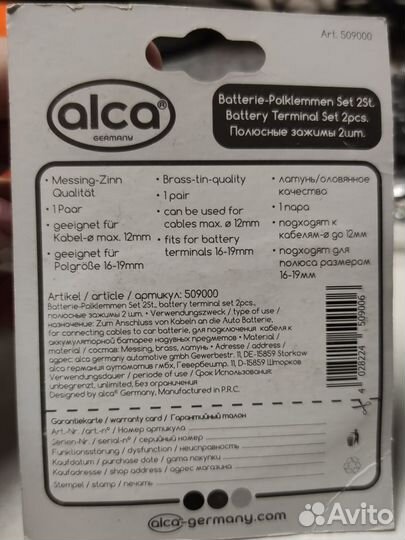 Art. 509000
alca®
GERMANY
Batterie-Polklemmen Set 2St.
Battery Terminal Set 2pcs.
Полюсные зажимы 2шт.
• Messing-Zinn
Qualität
• 1 Paar
• geeignet für
Kabel-ø max. 12mm
• geeignet für
Polgröße 16-19mm
• Brass-tin-quality
• 1 pair
• can be used for
cables max. ø 12mm
• fits for battery
terminals 16-19mm
• латунь/оловянное
качество
• 1 пара
• подходят к
кабелям-ø до 12мм
• подходят для
полюса размером
16-19мм
Artikel / article / артикул: 509000
Batterie-Polklemmen Set 2St., battery terminal set 2pcs.,
полюсные зажимы 2 шт. • Verwendungszweck / type of use /
назначение: Zum Anschluss von Kabeln an die Auto Batterie,
for connecting cables to car batterie, для подключения кабеля к
аккумуляторной батарее • Material /
material / состав: Messing, brass, латунь • Adresse / address /
адрес: alca germany automotive gmbh, Gewerbestr. 11, DE-15859 Storkow
11, DE-15859 Шторков
Verwendungsdauer / periode of use / Срок Использования:
unbegrenzt, unlimited, Без ограничения
Designed by alca® Germany, Manufactured in P.R.C.
4 028224 509006
Garantiekarte / warranty card / Гарантийный талон
Art.-Nr. /art.-n° / Номер артикула
Serien-Nr. / serial-n° / серийный номер
Funktionsstörung / dysfunction / неисправность
Kaufdatum / purchase date / дата покупки
Kaufadresse / shop address / адрес магазина
Stempel / stamp / печать
alca-germany.com
Avito